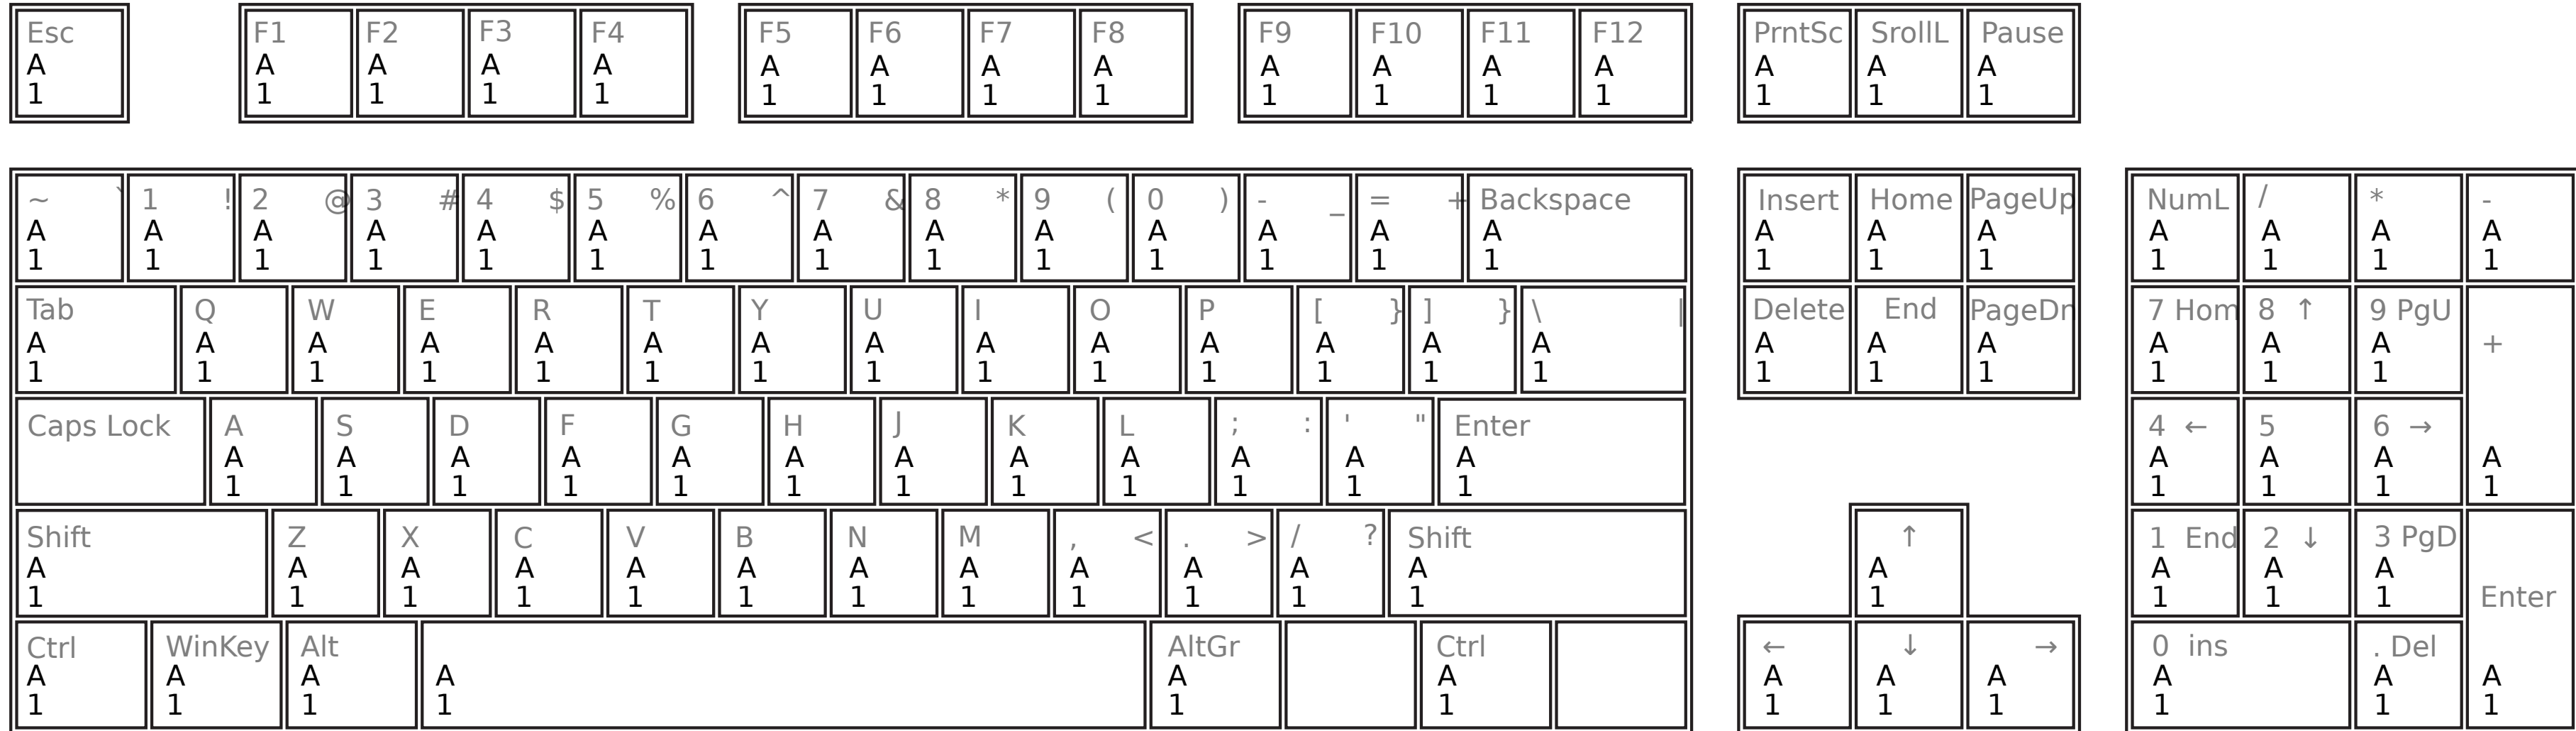 Esc F1 F2 F3 F4 F5 F6 F7 F8 F9 F10 F11 F12 PrntSc SrollL Pause
A A A A A A A A A A A A A A A A
1 1 1 1 1 1 1 1 1 1 1 1 1 1 1 1
~ ` 1 ! 2 @ 3 # 4 $ 5 % 6 ^ 7 & 8 * 9 ( 0 ) - _ = + Backspace Insert Home PageUp NumL / * -
A A A A A A A A A A A A A A A A A A A A A
1 1 1 1 1 1 1 1 1 1 1 1 1 1 1 1 1 1 1 1 1
Tab Q W E R T Y U I O P [ } ] } \ | Delete End PageDn 7 Hom 8 ↑ 9 PgU +
A A A A A A A A A A A A A A A A A A A A
1 1 1 1 1 1 1 1 1 1 1 1 1 1 1 1 1 1 1 1
Caps Lock A S D F G H J K L ; : ' " Enter 4 ← 5 6 →
A A A A A A A A A A A A A A A A
1 1 1 1 1 1 1 1 1 1 1 1 1 1 1 1
Shift Z X C V B N M , < . > / ? Shift ↑ 1 End 2 ↓ 3 PgD Enter
A A A A A A A A A A A A A A A A
1 1 1 1 1 1 1 1 1 1 1 1 1 1 1 1
Ctrl WinKey Alt AltGr Ctrl ← ↓ → 0 ins . Del
A A A A A A A A A A A A
1 1 1 1 1 1 1 1 1 1 1 1